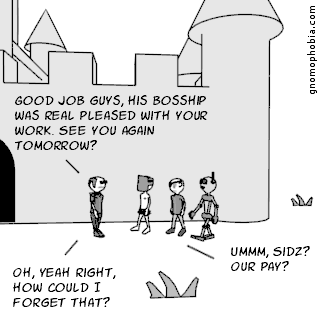 GOOD JOB GUYS, HIS BOSSHIP
WAS REAL PLEASED WITH YOUR
WORK. SEE YOU AGAIN
TOMORROW?
UMMM, SIDZ?
OUR PAY?
OH, YEAH RIGHT,
HOW COULD I
FORGET THAT?
gnomophobia.com